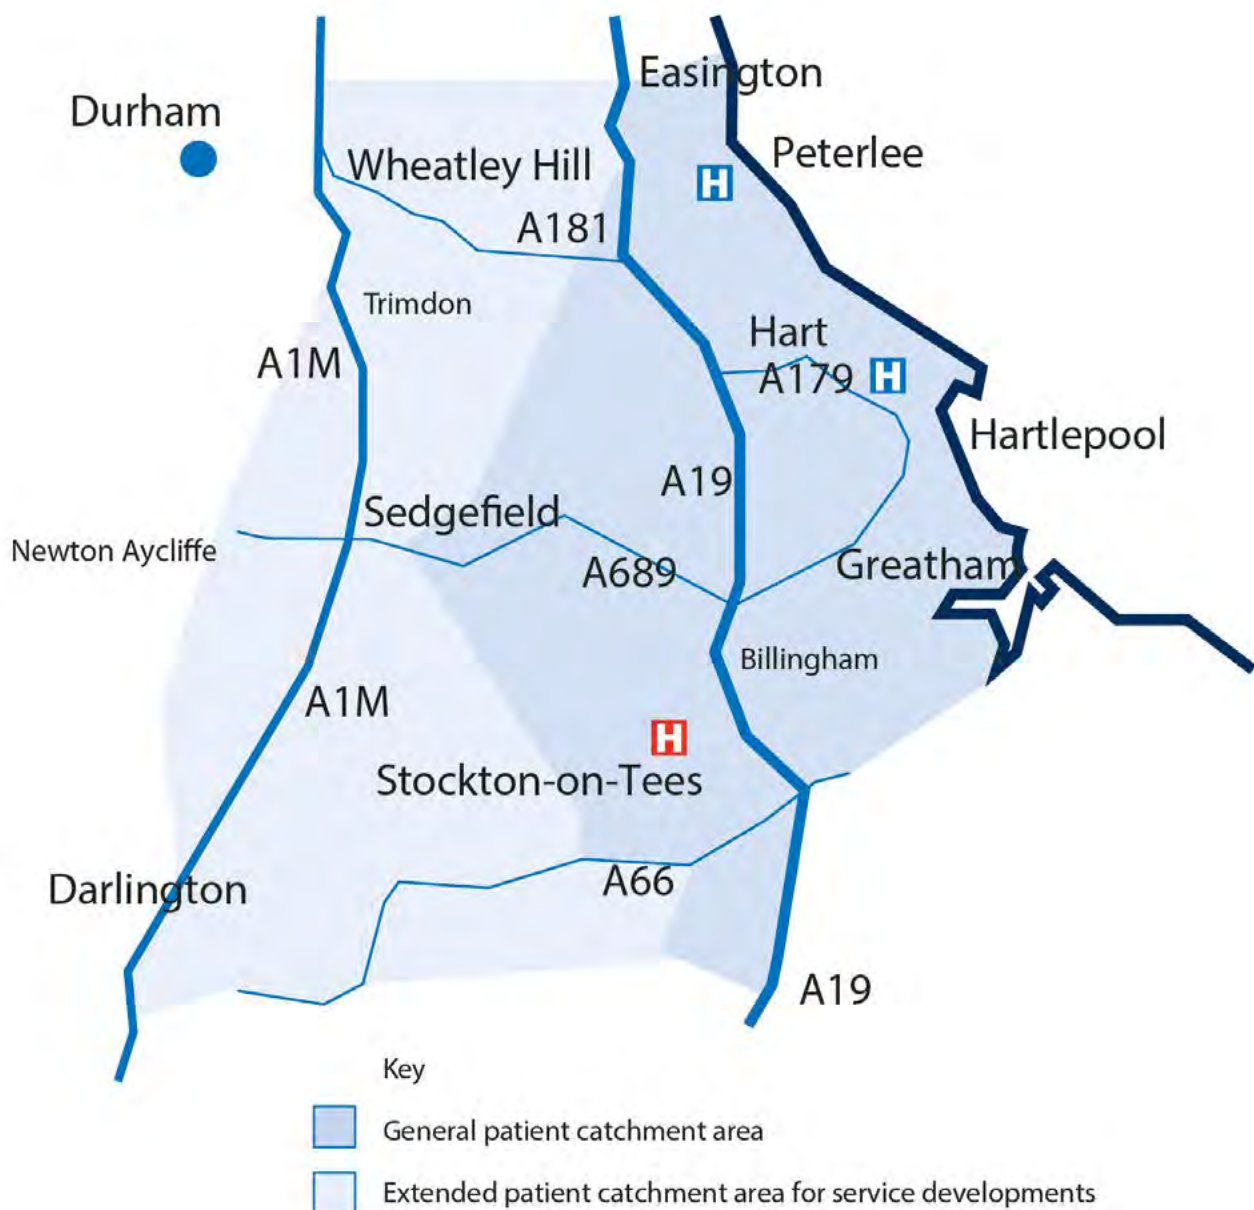 Easington
Durham
Peterlee
Wheatley Hill
H
A181
Trimdon
Hart
A1M
A179
H
Hartlepool
A19
Sedgefield
Newton Aycliffe
A689
Greatham
Billingham
A1M
H
Stockton-on-Tees
A66
Darlington
A19
Key
General patient catchment area
Extended patient catchment area for service developments